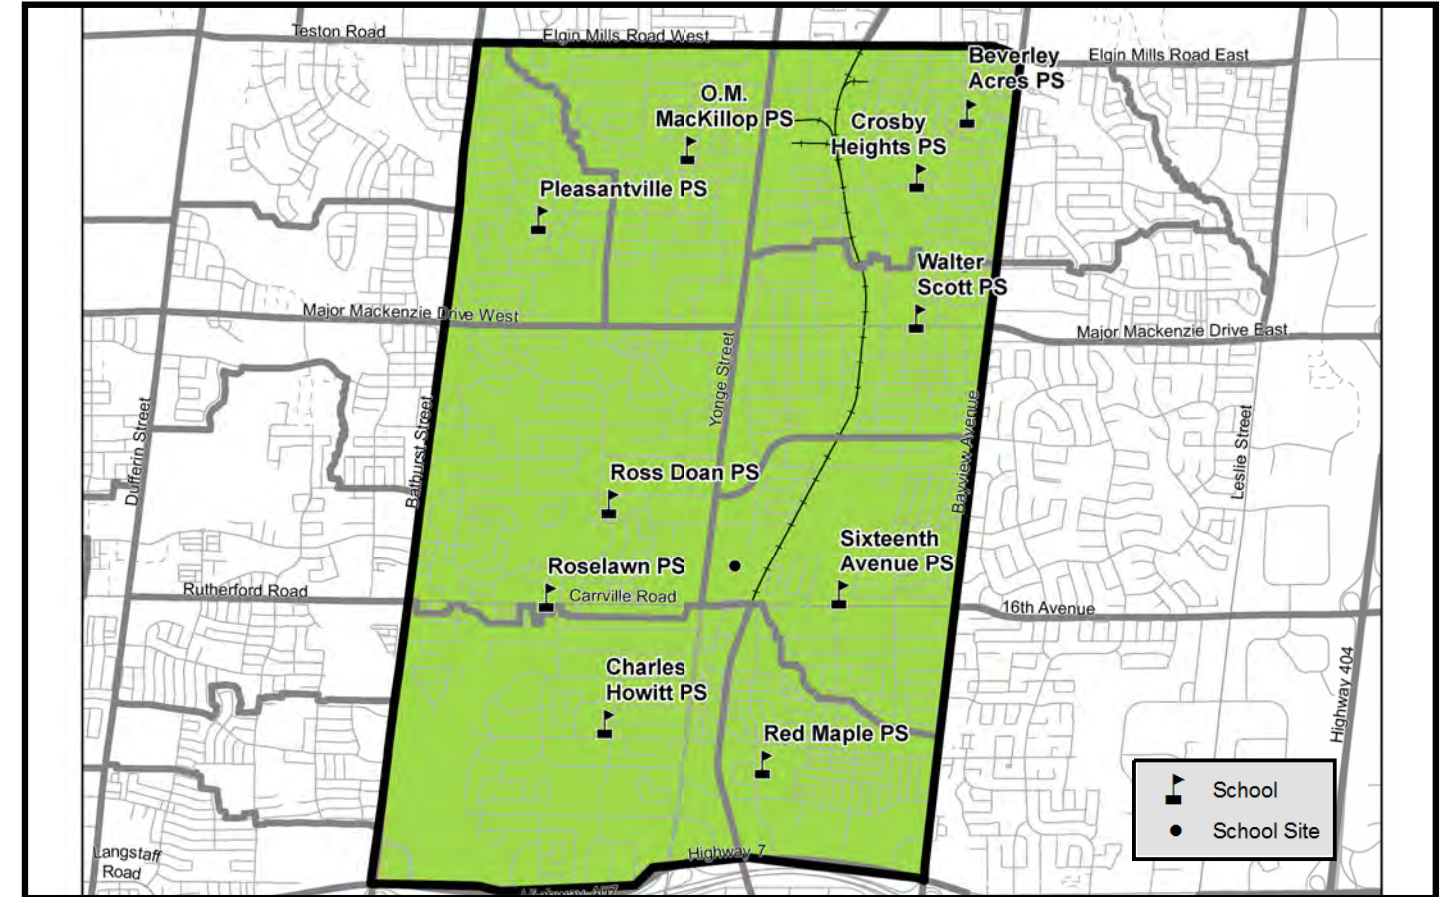 Teston Road
Elgin Mills Road West
Elgin Mills Road East
Beverley
Acres PS
O.M.
MacKillop PS
Crosby
Heights PS
Pleasantville PS
Walter
Scott PS
Major Mackenzie Drive West
Major Mackenzie Drive East
Yonge Street
Dufferin Street
Bathurst Street
Bayview Avenue
Leslie Street
Ross Doan PS
Sixteenth
Avenue PS
Roselawn PS
Rutherford Road
Carrville Road
16th Avenue
Charles
Howitt PS
Highway 404
Red Maple PS
School
School Site
Langstaff
Road
Highway 7
Highway 407